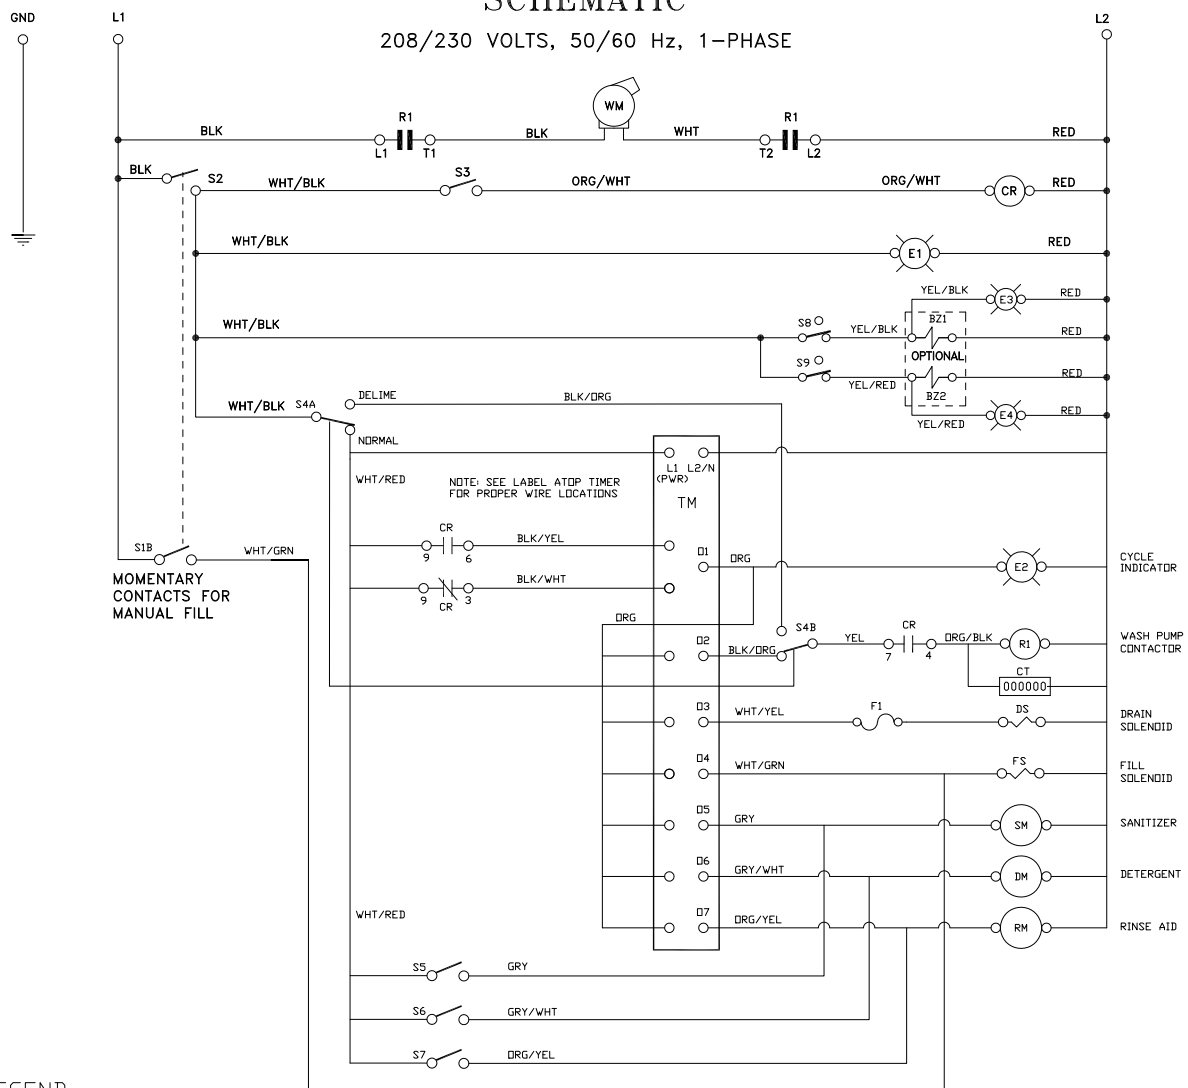 SCHEMATIC
GND
L1
L2
208/230 VOLTS, 50/60 Hz, 1-PHASE
WM
R1
R1
BLK
BLK
WHT
RED
L1
T1
T2
L2
BLK
S2
WHT/BLK
S3
ORG/WHT
ORG/WHT
CR
RED
WHT/BLK
E1
RED
YEL/BLK
E3
RED
WHT/BLK
S8
YEL/BLK
BZ1
RED
OPTIONAL
S9
YEL/RED
BZ2
RED
YEL/RED
E4
RED
WHT/BLK
S4A
DELIME
BLK/ORG
NORMAL
WHT/RED
NOTE: SEE LABEL ATOP TIMER
FOR PROPER WIRE LOCATIONS
L1 L2/N
(PWR)
TM
CR
9
6
BLK/YEL
S1B
WHT/GRN
MOMENTARY
CONTACTS FOR
MANUAL FILL
9
3
CR
BLK/WHT
O1
ORG
E2
CYCLE
INDICATOR
ORG
O2
BLK/ORG
S4B
YEL
CR
7
4
ORG/BLK
R1
WASH PUMP
CONTACTOR
CT
000000
O3
WHT/YEL
F1
DS
DRAIN
SOLENOID
O4
WHT/GRN
FS
FILL
SOLENOID
O5
GRY
SM
SANITIZER
O6
GRY/WHT
DM
DETERGENT
WHT/RED
O7
ORG/YEL
RM
RINSE AID
S5
GRY
S6
GRY/WHT
S7
ORG/YEL